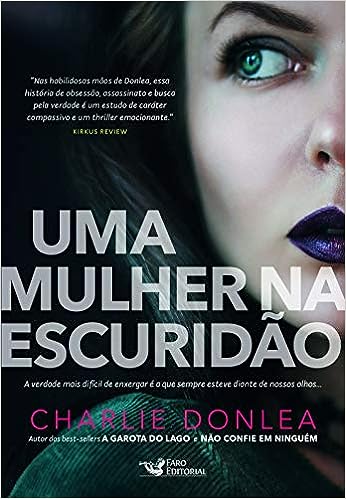 "Nas habilidosas mãos de Donlea, essa
história de obsessão, assassinato e busca
pela verdade é um estudo de caráter
compassivo e um thriller emocionante."
KIRKUS REVIEW
UMA
MULHER NA
ESCURIDÃO
A verdade mais difícil de enxergar é a que sempre esteve diante de nossos olhos...
CHARLIE DONLEA
Autor dos best-sellers A GAROTA DO LAGO e NÃO CONFIE EM NINGUÉM
FARO
EDITORIAL